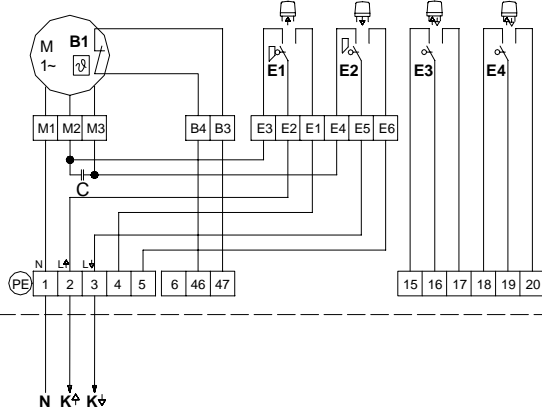 M B1
1~ ϑ
E1 E2 E3 E4
M1 M2 M3 B4 B3 E3 E2 E1 E4 E5 E6
C
N L L
PE 1 2 3 4 5 6 46 47 15 16 17 18 19 20
N K K